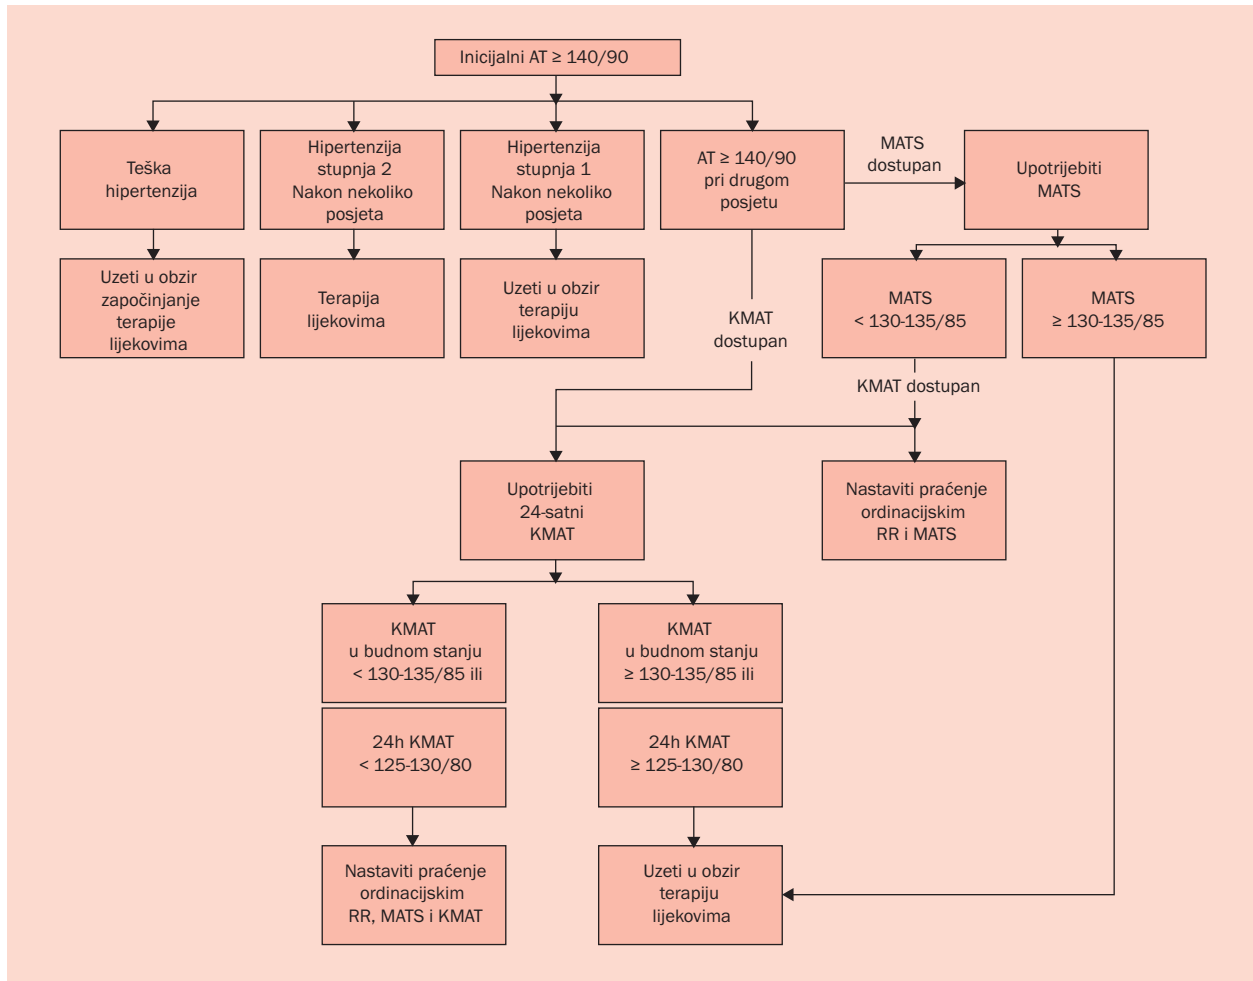 Inicijalni AT ≥ 140/90
Teška
hipertenzija
Hipertenzija
stupnja 2
Nakon nekoliko
posjeta
Hipertenzija
stupnja 1
Nakon nekoliko
posjeta
AT ≥ 140/90
pri drugom
posjetu
MATS
dostupan
Upotrijebiti
MATS
Uzeti u obzir
započinjanje
terapije
lijekovima
Terapija
lijekovima
Uzeti u obzir
terapiju
lijekovima
KMAT
dostupan
MATS
< 130-135/85
MATS
≥ 130-135/85
KMAT dostupan
Upotrijebiti
24-satni
KMAT
Nastaviti praćenje
ordinacijskim
RR i MATS
KMAT
u budnom stanju
< 130-135/85 ili
KMAT
u budnom stanju
≥ 130-135/85 ili
24h KMAT
< 125-130/80
24h KMAT
≥ 125-130/80
Nastaviti praćenje
ordinacijskim
RR, MATS i KMAT
Uzeti u obzir
terapiju
lijekovima